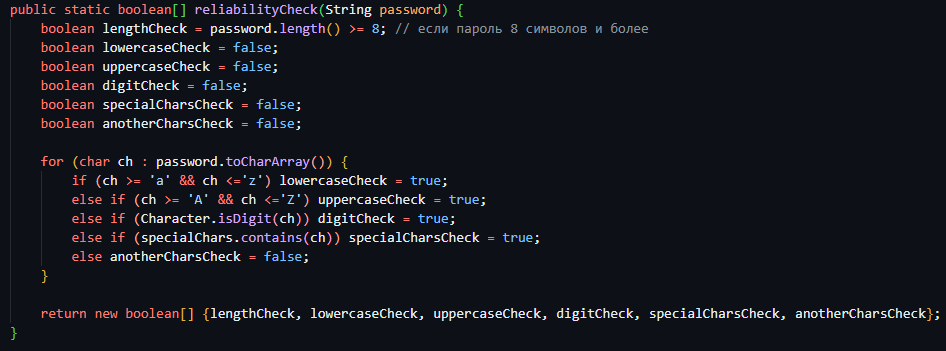 public static boolean[] reliabilityCheck(String password) {
    boolean lengthCheck = password.length() >= 8; // если пароль 8 символов и более
    boolean lowercaseCheck = false;
    boolean uppercaseCheck = false;
    boolean digitCheck = false;
    boolean specialCharsCheck = false;
    boolean anotherCharsCheck = false;

    for (char ch : password.toCharArray()) {
        if (ch >= 'a' && ch <='z') lowercaseCheck = true;
        else if (ch >= 'A' && ch <='Z') uppercaseCheck = true;
        else if (Character.isDigit(ch)) digitCheck = true;
        else if (specialChars.contains(ch)) specialCharsCheck = true;
        else anotherCharsCheck = false;
    }

    return new boolean[] {lengthCheck, lowercaseCheck, uppercaseCheck, digitCheck, specialCharsCheck, anotherCharsCheck};
}